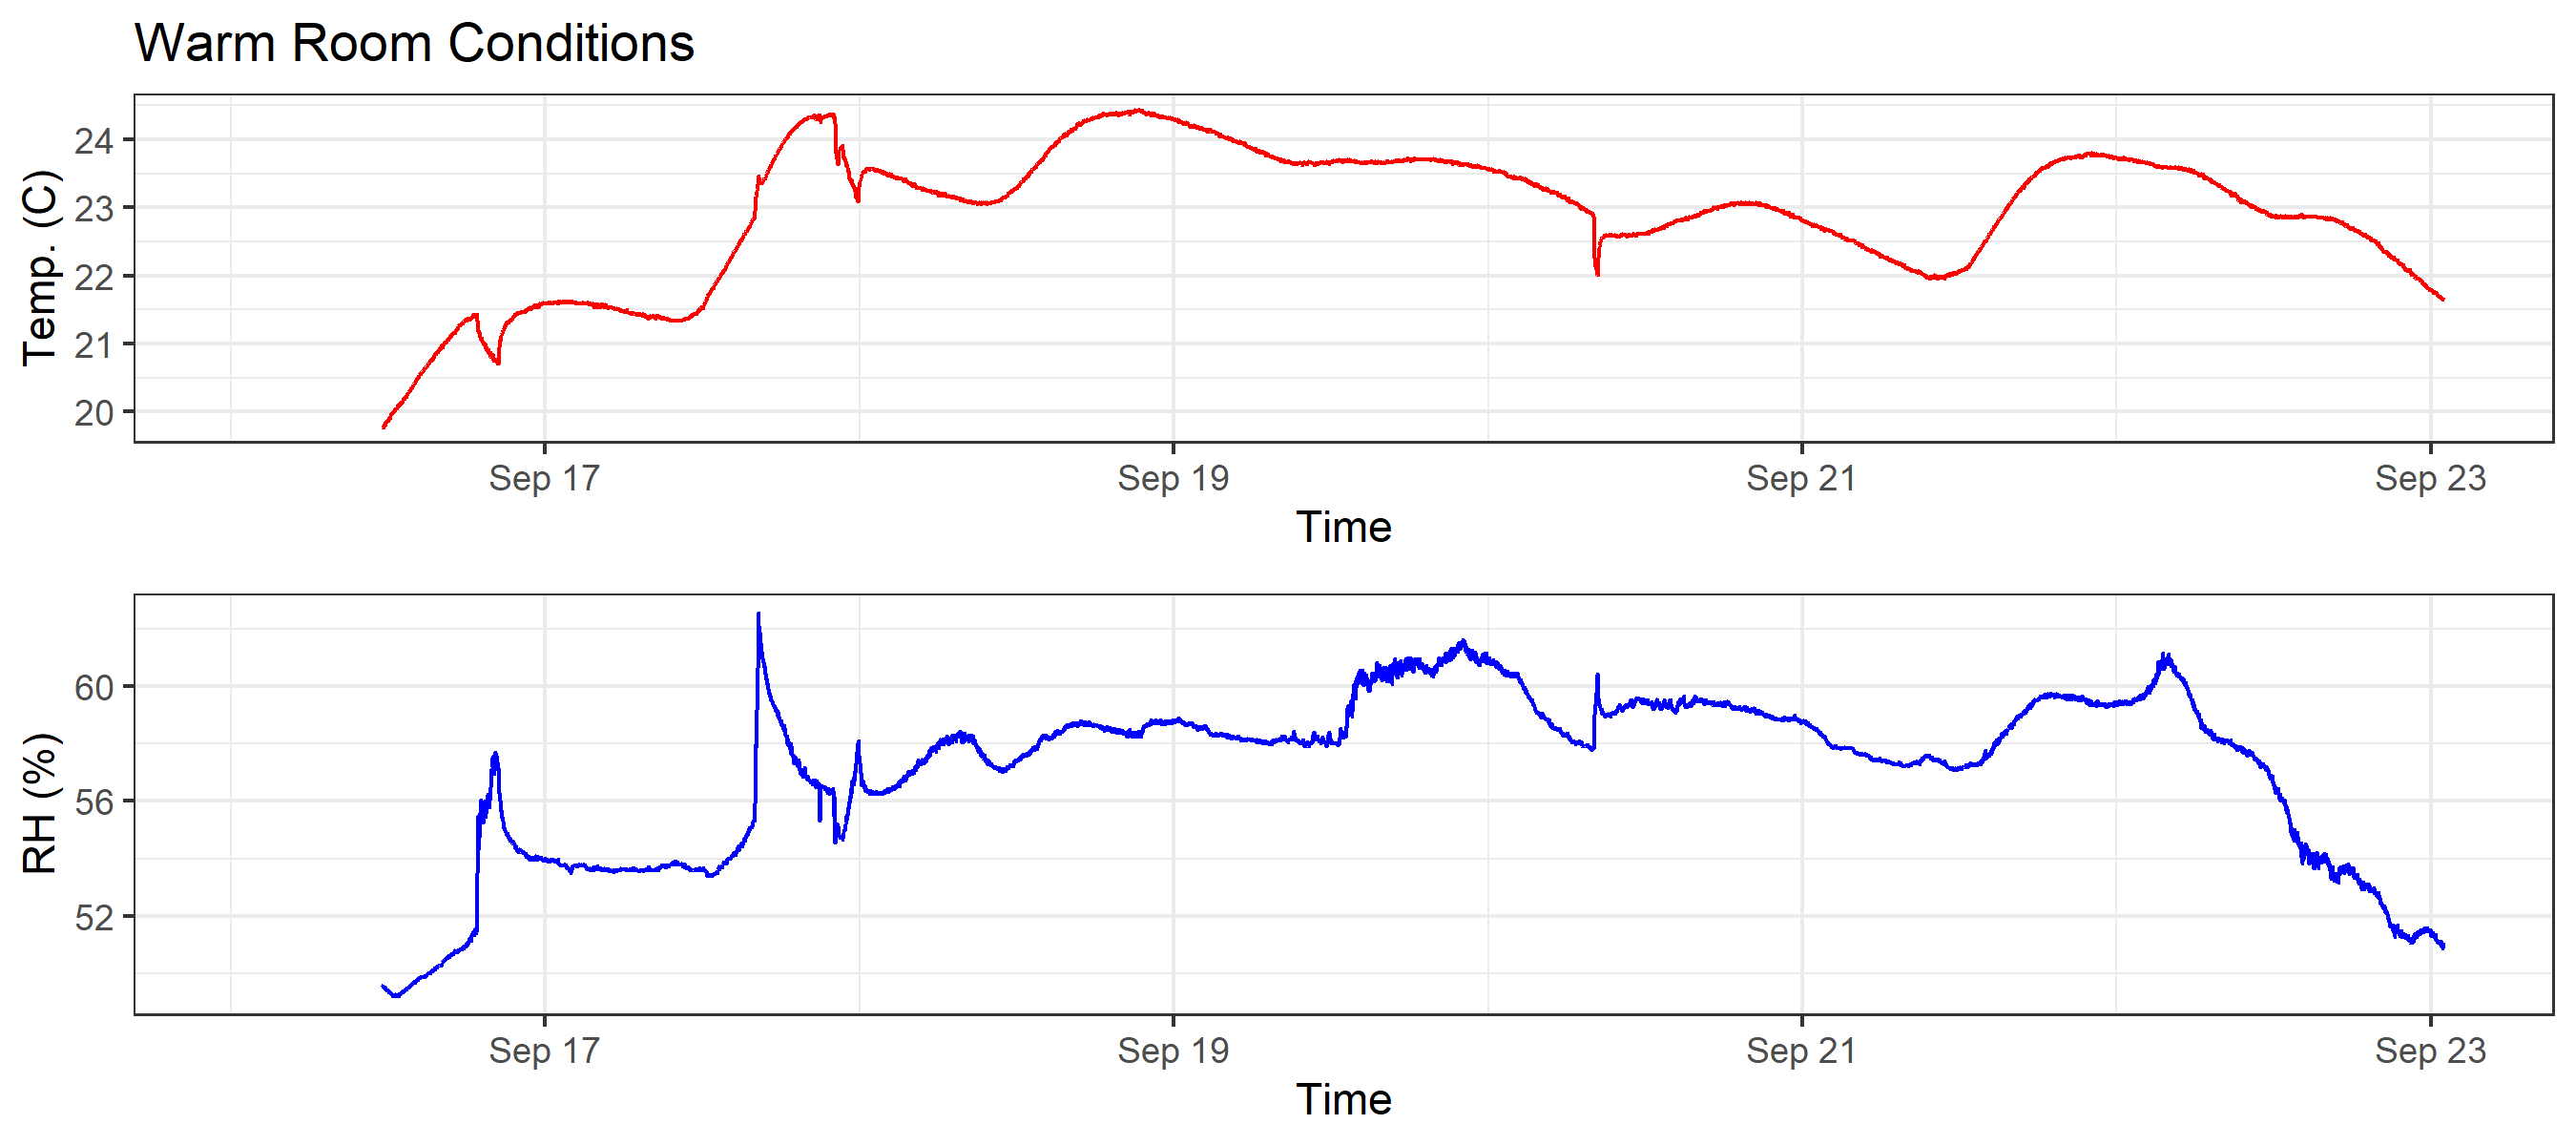 Warm Room Conditions
Temp. (C)
24
23
22
21
20
Sep 17 Sep 19 Sep 21 Sep 23
Time
RH (%)
60
56
52
Sep 17 Sep 19 Sep 21 Sep 23
Time